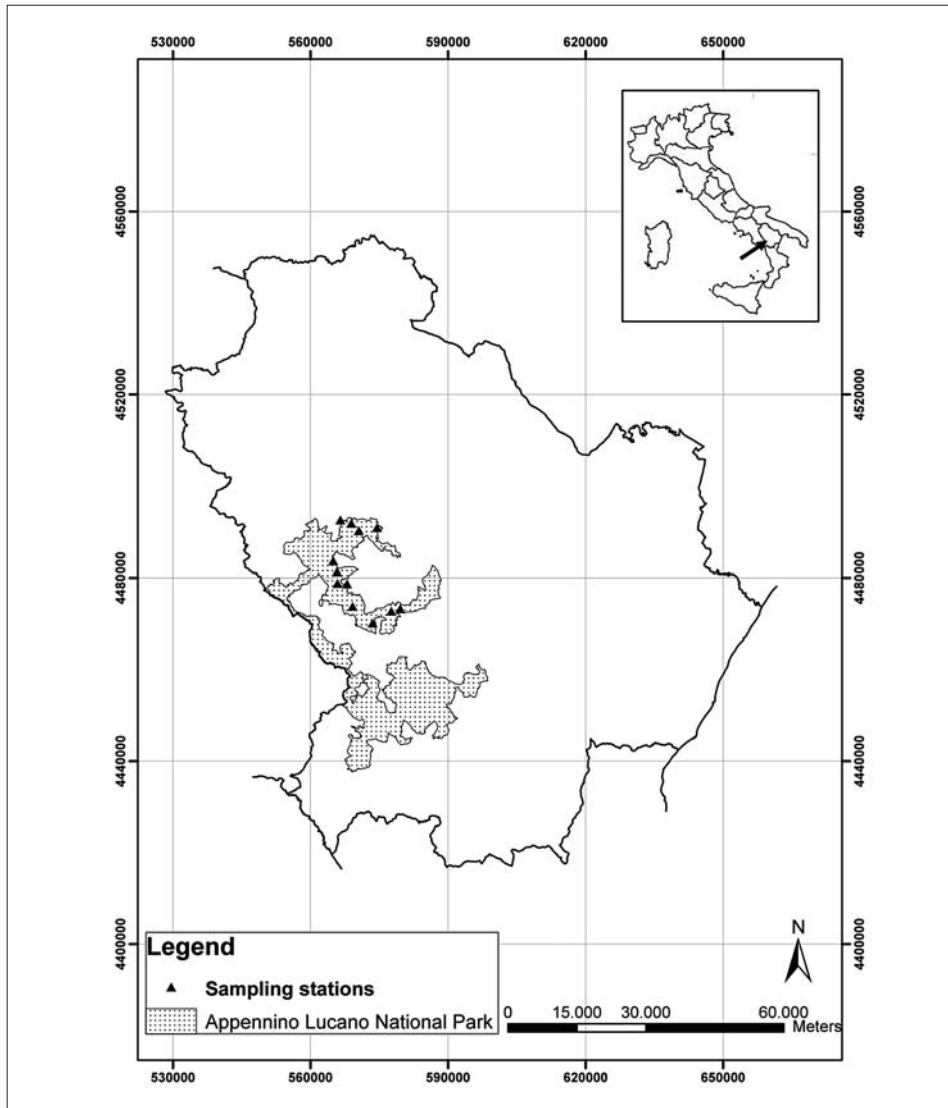 530000 560000 590000 620000 650000
4560000 4560000
4520000 4520000
4480000 4480000
4440000 4440000
4400000 4400000
N
Legend
Sampling stations
Appennino Lucano National Park
0 15.000 30.000 60.000
Meters
530000 560000 590000 620000 650000